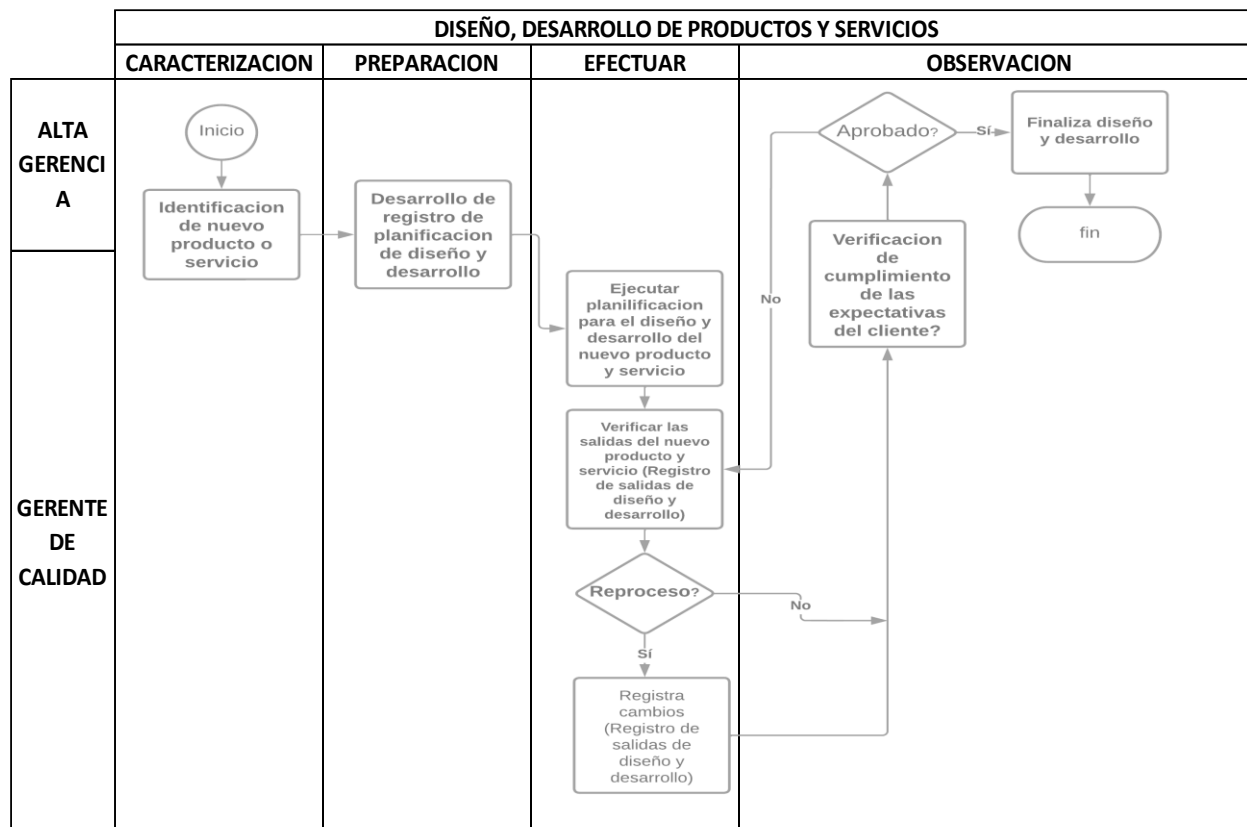 DISEÑO, DESARROLLO DE PRODUCTOS Y SERVICIOS
CARACTERIZACION
PREPARACION
EFECTUAR
OBSERVACION
ALTA
GERENCI
A
Inicio
Identificacion
de nuevo
producto o
servicio
Desarrollo de
registro de
planificacion
de diseño y
desarrollo
Ejecutar
planilificacion
para el diseño y
desarrollo del
nuevo producto
y servicio
Verificar las
salidas del nuevo
producto y
servicio (Registro
de salidas de
diseño y
desarrollo)
Reproceso?
No
Sí
Registra
cambios
(Registro de
salidas de
diseño y
desarrollo)
Aprobado?
Sí
No
Finaliza diseño
y desarrollo
fin
Verificacion
de
cumplimiento
de las
expectativas
del cliente?
GERENTE
DE
CALIDAD